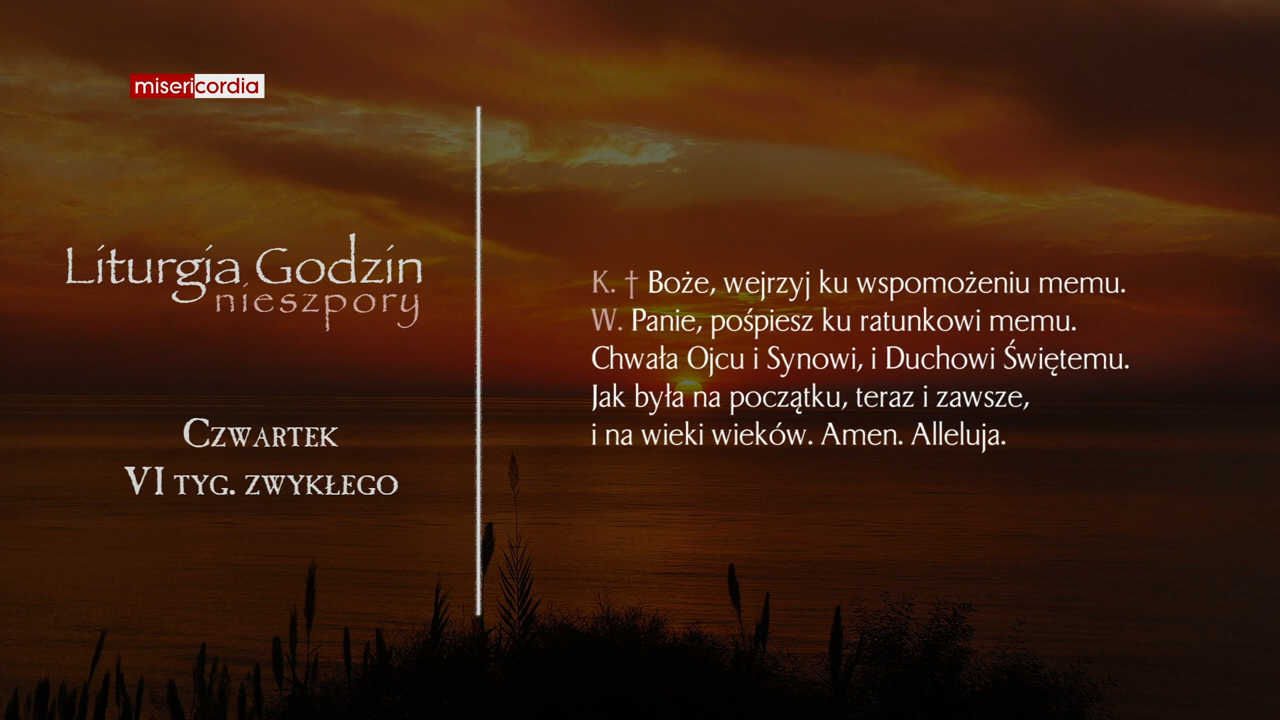 misericordia
Liturgia Godzin
nieszpory
Czwartek
VI tyg. zwykłego
K. † Boże, wejrzyj ku wspomożeniu memu.
W. Panie, pośpiesz ku ratunkowi memu.
Chwała Ojcu i Synowi, i Duchowi Świętemu.
Jak była na początku, teraz i zawsze,
i na wieki wieków. Amen. Alleluja.